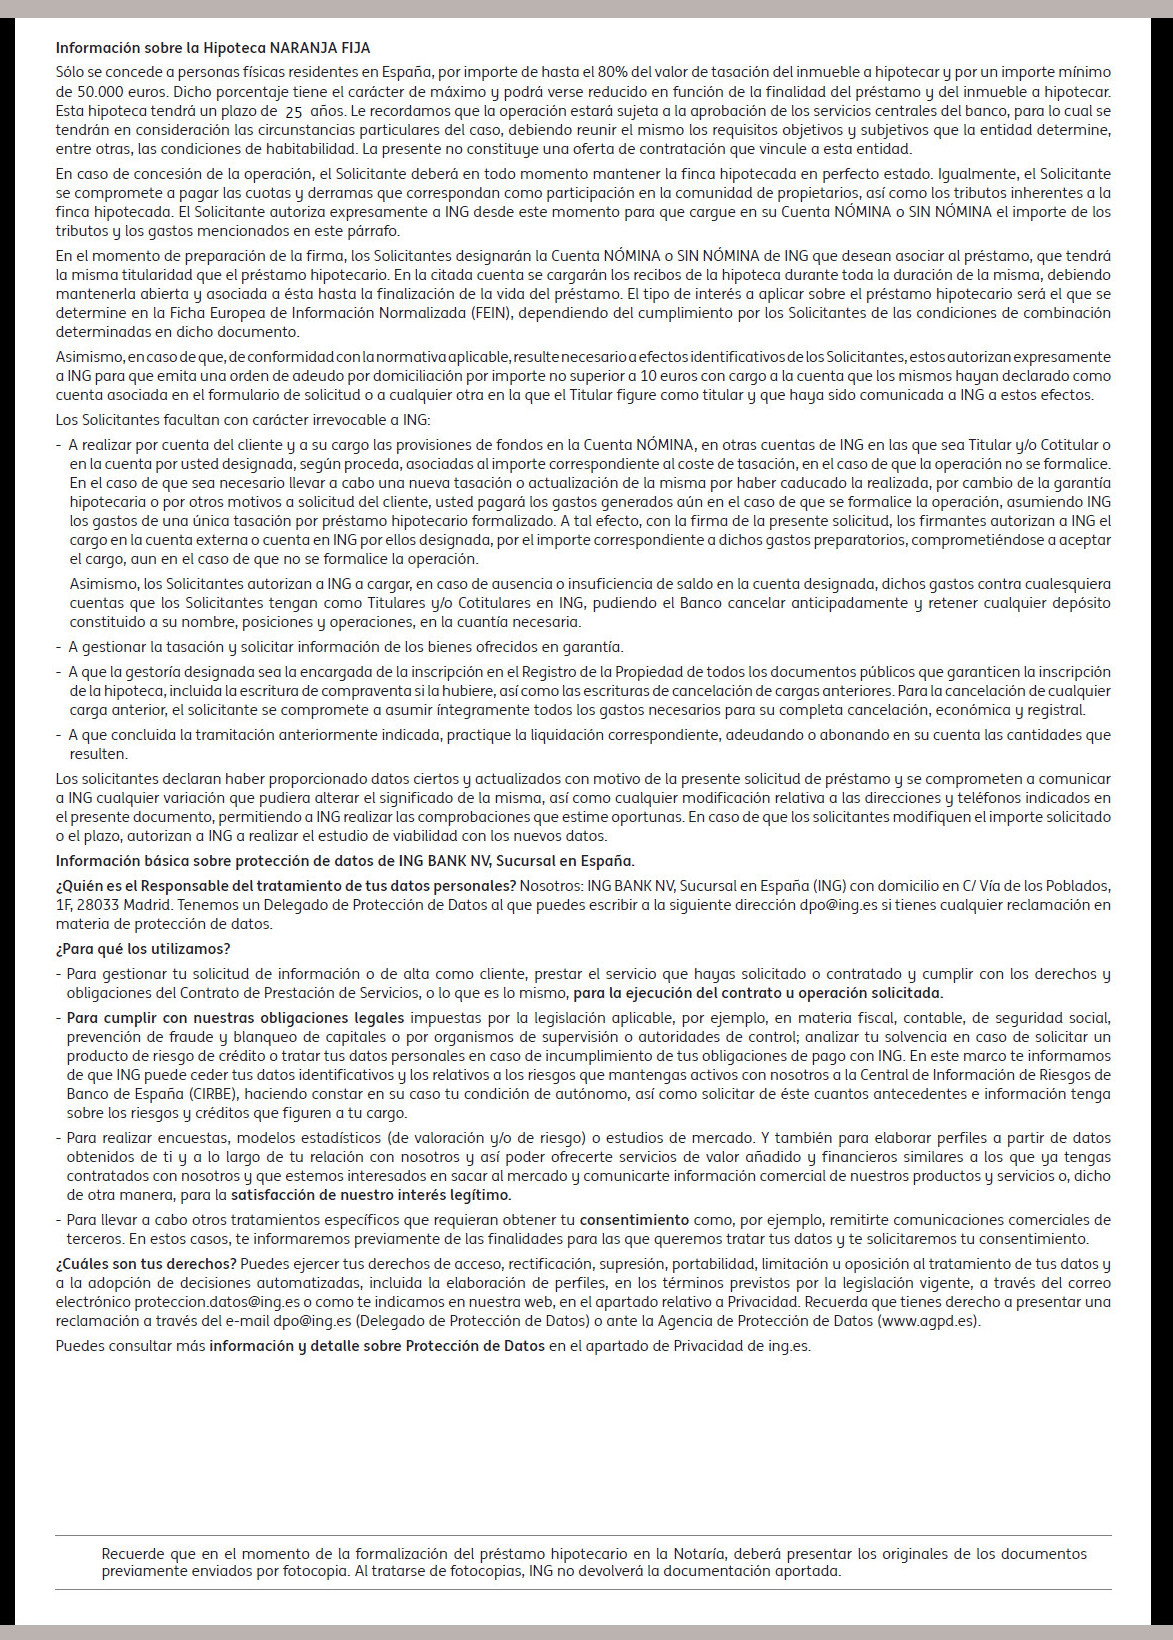 Información sobre la Hipoteca NARANJA FIJA
Sólo se concede a personas físicas residentes en España, por importe de hasta el 80% del valor de tasación del inmueble a hipotecar y por un importe mínimo
de 50.000 euros. Dicho porcentaje tiene el carácter de máximo y podrá verse reducido en función de la finalidad del préstamo y del inmueble a hipotecar.
Esta hipoteca tendrá un plazo de 25 años. Le recordamos que la operación estará sujeta a la aprobación de los servicios centrales del banco, para lo cual se
tendrán en consideración las circunstancias particulares del caso, debiendo reunir el mismo los requisitos objetivos y subjetivos que la entidad determine,
entre otras, las condiciones de habitabilidad. La presente no constituye una oferta de contratación que vincule a esta entidad.
En caso de concesión de la operación, el Solicitante deberá en todo momento mantener la finca hipotecada en perfecto estado. Igualmente, el Solicitante
se compromete a pagar las cuotas y derramas que correspondan como participación en la comunidad de propietarios, así como los tributos inherentes a la
finca hipotecada. El Solicitante autoriza expresamente a ING desde este momento para que cargue en su Cuenta NÓMINA o SIN NÓMINA el importe de los
tributos y los gastos mencionados en este párrafo.
En el momento de preparación de la firma, los Solicitantes designarán la Cuenta NÓMINA o SIN NÓMINA de ING que desean asociar al préstamo, que tendrá
la misma titularidad que el préstamo hipotecario. En la citada cuenta se cargarán los recibos de la hipoteca durante toda la duración de la misma, debiendo
mantenerla abierta y asociada a ésta hasta la finalización de la vida del préstamo. El tipo de interés a aplicar sobre el préstamo hipotecario será el que se
determine en la Ficha Europea de Información Normalizada (FEIN), dependiendo del cumplimiento por los Solicitantes de las condiciones de combinación
determinadas en dicho documento.
Asimismo, en caso de que, de conformidad con la normativa aplicable, resulte necesario a efectos identificativos de los Solicitantes, estos autorizan expresamente
a ING para que emita una orden de adeudo por domiciliación por importe no superior a 10 euros con cargo a la cuenta que los mismos hayan declarado como
cuenta asociada en el formulario de solicitud o a cualquier otra en la que el Titular figure como titular y que haya sido comunicada a ING a estos efectos.
Los Solicitantes facultan con carácter irrevocable a ING:
- A realizar por cuenta del cliente y a su cargo las provisiones de fondos en la Cuenta NÓMINA, en otras cuentas de ING en las que sea Titular y/o Cotitular o
en la cuenta por usted designada, según proceda, asociadas al importe correspondiente al coste de tasación, en el caso de que la operación no se formalice.
En el caso de que sea necesario llevar a cabo una nueva tasación o actualización de la misma por haber caducado la realizada, por cambio de la garantía
hipotecaria o por otros motivos a solicitud del cliente, usted pagará los gastos generados aún en el caso de que se formalice la operación, asumiendo ING
los gastos de una única tasación por préstamo hipotecario formalizado. A tal efecto, con la firma de la presente solicitud, los firmantes autorizan a ING el
cargo en la cuenta externa o cuenta en ING por ellos designada, por el importe correspondiente a dichos gastos preparatorios, comprometiéndose a aceptar
el cargo, aun en el caso de que no se formalice la operación.
Asimismo, los Solicitantes autorizan a ING a cargar, en caso de ausencia o insuficiencia de saldo en la cuenta designada, dichos gastos contra cualesquiera
cuentas que los Solicitantes tengan como Titulares y/o Cotitulares en ING, pudiendo el Banco cancelar anticipadamente y retener cualquier depósito
constituido a su nombre, posiciones y operaciones, en la cuantía necesaria.
- A gestionar la tasación y solicitar información de los bienes ofrecidos en garantía.
- A que la gestoría designada sea la encargada de la inscripción en el Registro de la Propiedad de todos los documentos públicos que garanticen la inscripción
de la hipoteca, incluida la escritura de compraventa si la hubiere, así como las escrituras de cancelación de cargas anteriores. Para la cancelación de cualquier
carga anterior, el solicitante se compromete a asumir íntegramente todos los gastos necesarios para su completa cancelación, económica y registral.
- A que concluida la tramitación anteriormente indicada, practique la liquidación correspondiente, adeudando o abonando en su cuenta las cantidades que
resulten.
Los solicitantes declaran haber proporcionado datos ciertos y actualizados con motivo de la presente solicitud de préstamo y se comprometen a comunicar
a ING cualquier variación que pudiera alterar el significado de la misma, así como cualquier modificación relativa a las direcciones y teléfonos indicados en
el presente documento, permitiendo a ING realizar las comprobaciones que estime oportunas. En caso de que los solicitantes modifiquen el importe solicitado
o el plazo, autorizan a ING a realizar el estudio de viabilidad con los nuevos datos.
Información básica sobre protección de datos de ING BANK NV, Sucursal en España.
¿Quién es el Responsable del tratamiento de tus datos personales? Nosotros: ING BANK NV, Sucursal en España (ING) con domicilio en C/ Vía de los Poblados,
1F, 28033 Madrid. Tenemos un Delegado de Protección de Datos al que puedes escribir a la siguiente dirección dpo@ing.es si tienes cualquier reclamación en
materia de protección de datos.
¿Para qué los utilizamos?
- Para gestionar tu solicitud de información o de alta como cliente, prestar el servicio que hayas solicitado o contratado y cumplir con los derechos y
obligaciones del Contrato de Prestación de Servicios, o lo que es lo mismo, para la ejecución del contrato u operación solicitada.
- Para cumplir con nuestras obligaciones legales impuestas por la legislación aplicable, por ejemplo, en materia fiscal, contable, de seguridad social,
prevención de fraude y blanqueo de capitales o por organismos de supervisión o autoridades de control; analizar tu solvencia en caso de solicitar un
producto de riesgo de crédito o tratar tus datos personales en caso de incumplimiento de tus obligaciones de pago con ING. En este marco te informamos
de que ING puede ceder tus datos identificativos y los relativos a los riesgos que mantengas activos con nosotros a la Central de Información de Riesgos de
Banco de España (CIRBE), haciendo constar en su caso tu condición de autónomo, así como solicitar de éste cuantos antecedentes e información tenga
sobre los riesgos y créditos que figuren a tu cargo.
- Para realizar encuestas, modelos estadísticos (de valoración y/o de riesgo) o estudios de mercado. Y también para elaborar perfiles a partir de datos
obtenidos de ti y a lo largo de tu relación con nosotros y así poder ofrecerte servicios de valor añadido y financieros similares a los que ya tengas
contratados con nosotros y que estemos interesados en sacar al mercado y comunicarte información comercial de nuestros productos y servicios o, dicho
de otra manera, para la satisfacción de nuestro interés legítimo.
- Para llevar a cabo otros tratamientos específicos que requieran obtener tu consentimiento como, por ejemplo, remitirte comunicaciones comerciales de
terceros. En estos casos, te informaremos previamente de las finalidades para las que queremos tratar tus datos y te solicitaremos tu consentimiento.
¿Cuáles son tus derechos? Puedes ejercer tus derechos de acceso, rectificación, supresión, portabilidad, limitación u oposición al tratamiento de tus datos y
a la adopción de decisiones automatizadas, incluida la elaboración de perfiles, en los términos previstos por la legislación vigente, a través del correo
electrónico proteccion.datos@ing.es o como te indicamos en nuestra web, en el apartado relativo a Privacidad. Recuerda que tienes derecho a presentar una
reclamación a través del e-mail dpo@ing.es (Delegado de Protección de Datos) o ante la Agencia de Protección de Datos (www.agpd.es).
Puedes consultar más información y detalle sobre Protección de Datos en el apartado de Privacidad de ing.es.
Recuerde que en el momento de la formalización del préstamo hipotecario en la Notaría, deberá presentar los originales de los documentos
previamente enviados por fotocopia. Al tratarse de fotocopias, ING no devolverá la documentación aportada.